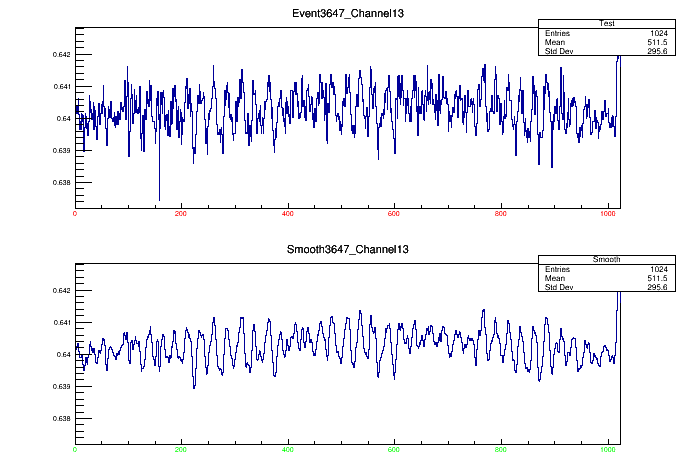 Event3647_Channel13
Test
Entries 1024
Mean 511.5
Std Dev 295.6
0.642
0.641
0.64
0.639
0.638
0 200 400 600 800 1000
Smooth3647_Channel13
Smooth
Entries 1024
Mean 511.5
Std Dev 295.6
0.642
0.641
0.64
0.639
0.638
0 200 400 600 800 1000